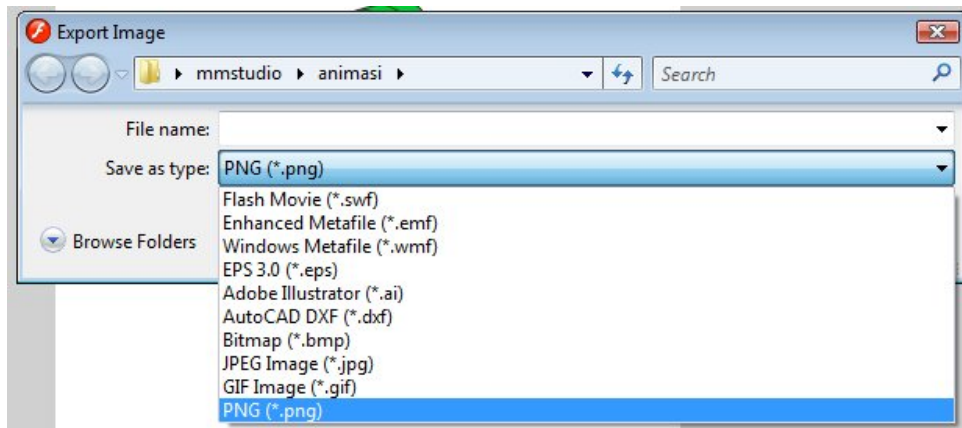 Export Image
mmstudio animasi
Search
File name:
Save as type: PNG (*.png)
Flash Movie (*.swf)
Enhanced Metafile (*.emf)
Browse Folders
Windows Metafile (*.wmf)
EPS 3.0 (*.eps)
Adobe Illustrator (*.ai)
AutoCAD DXF (*.dxf)
Bitmap (*.bmp)
JPEG Image (*.jpg)
GIF Image (*.gif)
PNG (*.png)